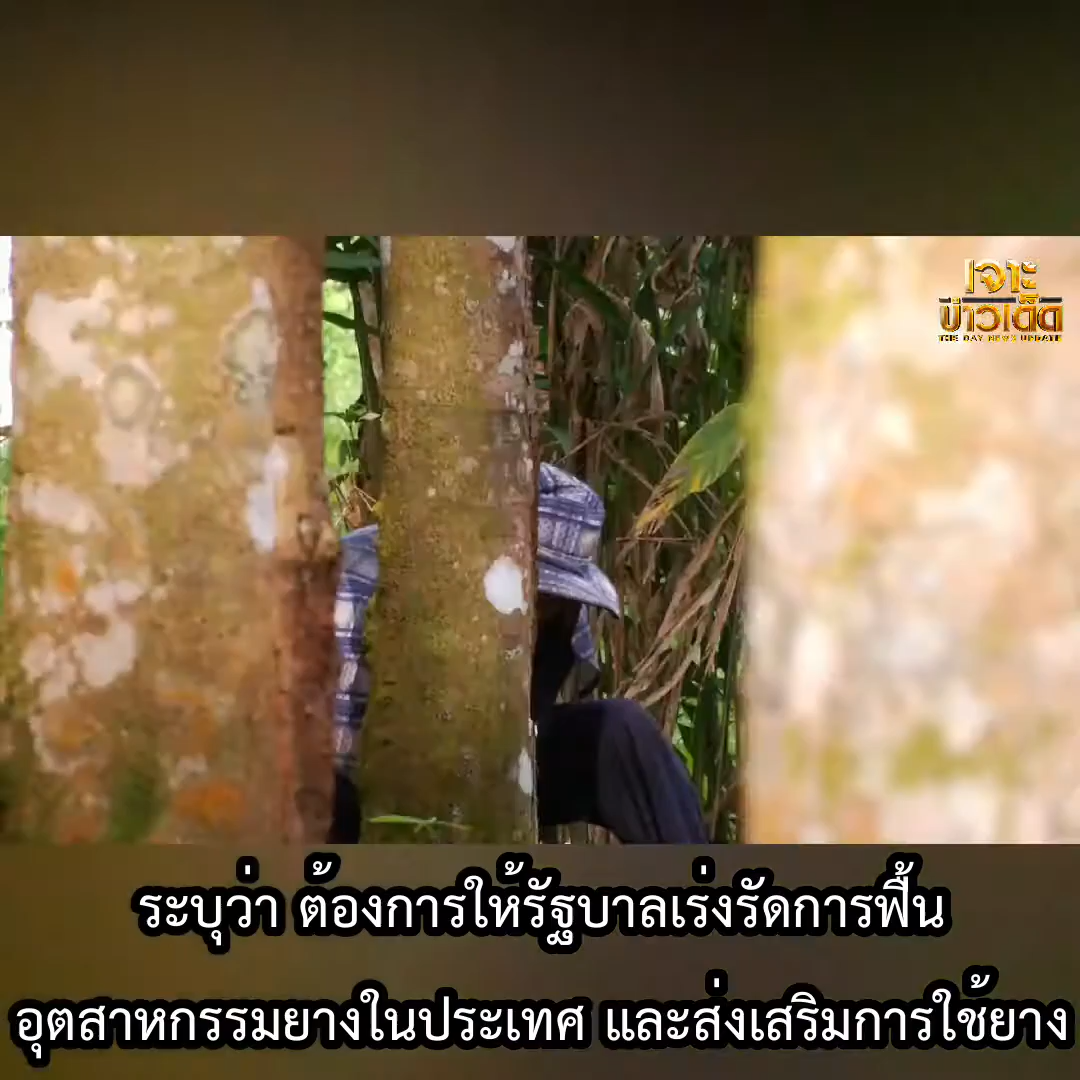 เจาะ
ข่าวเด็ด
THE DAY NEWS UPDATE
ระบุว่า ต้องการให้รัฐบาลเร่งรัดการฟื้น
อุตสาหกรรมยางในประเทศ และส่งเสริมการใช้ยาง